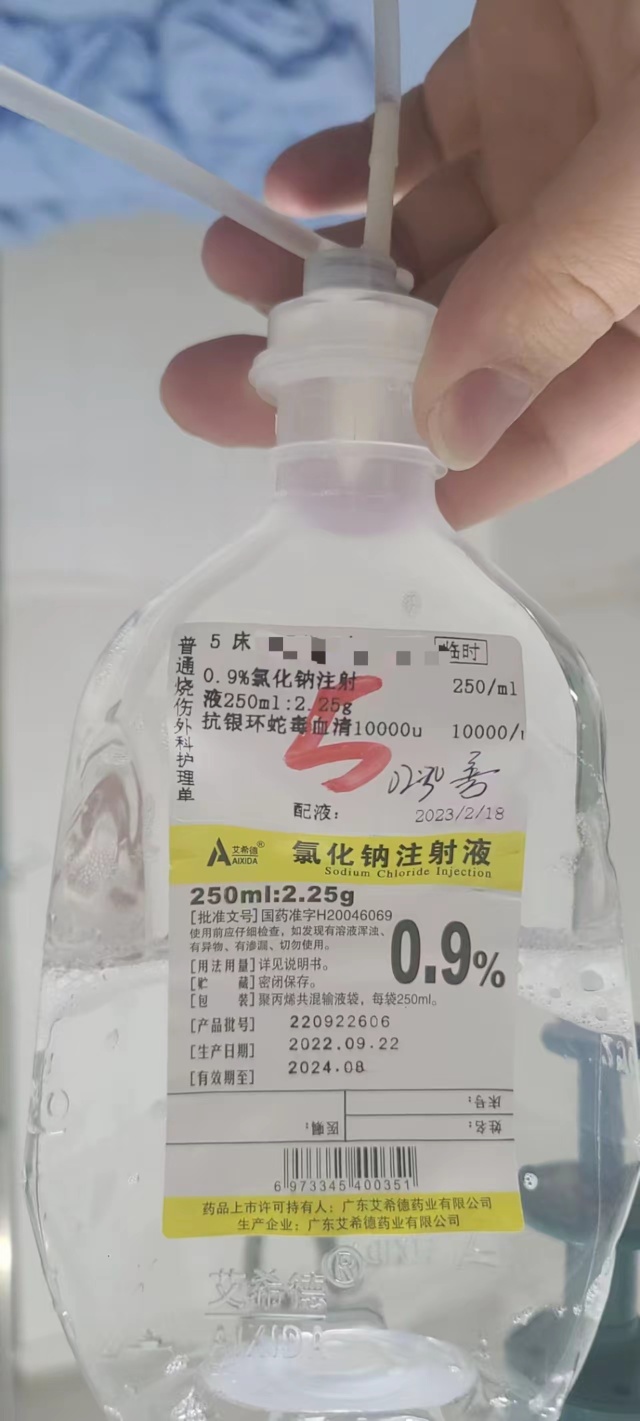 普通烧伤外科护理单
5 床
临时
0.9%氯化钠注射
250/ml
液250ml:2.25g
抗银环蛇毒血清10000u
10000/
5
配液:
2023/2/18
艾希德®
AIXIDA
氯化钠注射液
Sodium Chloride Injection
250ml:2.25g
[批准文号]国药准字H20046069
使用前应仔细检查，如发现有溶液浑浊、
有异物、有渗漏、切勿使用。
0.9%
[用法用量]详见说明书。
[贮 藏]密闭保存。
[包 装]聚丙烯共混输液袋，每袋250ml。
[产品批号] 220922606
[生产日期] 2022.09.22
[有效期至] 2024.08
床号:
医嘱:
姓名:
6 973345 400351
药品上市许可持有人：广东艾希德药业有限公司
生产企业：广东艾希德药业有限公司
艾希德®
AIXIDA